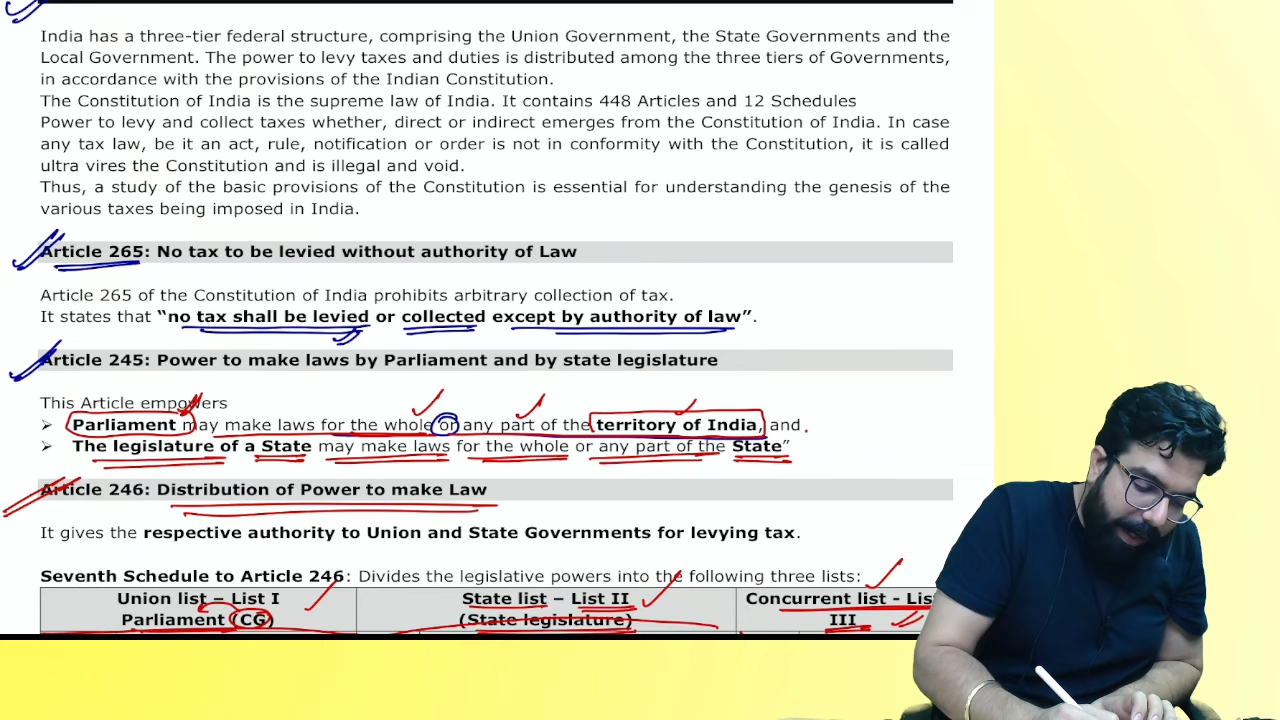 India has a three-tier federal structure, comprising the Union Government, the State Governments and the
Local Government. The power to levy taxes and duties is distributed among the three tiers of Governments,
in accordance with the provisions of the Indian Constitution.
The Constitution of India is the supreme law of India. It contains 448 Articles and 12 Schedules
Power to levy and collect taxes whether, direct or indirect emerges from the Constitution of India. In case
any tax law, be it an act, rule, notification or order is not in conformity with the Constitution, it is called
ultra vires the Constitution and is illegal and void.
Thus, a study of the basic provisions of the Constitution is essential for understanding the genesis of the
various taxes being imposed in India.
Article 265: No tax to be levied without authority of Law
Article 265 of the Constitution of India prohibits arbitrary collection of tax.
It states that “no tax shall be levied or collected except by authority of law”.
Article 245: Power to make laws by Parliament and by state legislature
This Article empowers
➢ Parliament may make laws for the whole or any part of the territory of India, and
➢ The legislature of a State may make laws for the whole or any part of the State”
Article 246: Distribution of Power to make Law
It gives the respective authority to Union and State Governments for levying tax.
Seventh Schedule to Article 246: Divides the legislative powers into the following three lists:
Union list – List I State list – List II Concurrent list - Lis
Parliament (CG) (State legislature) III